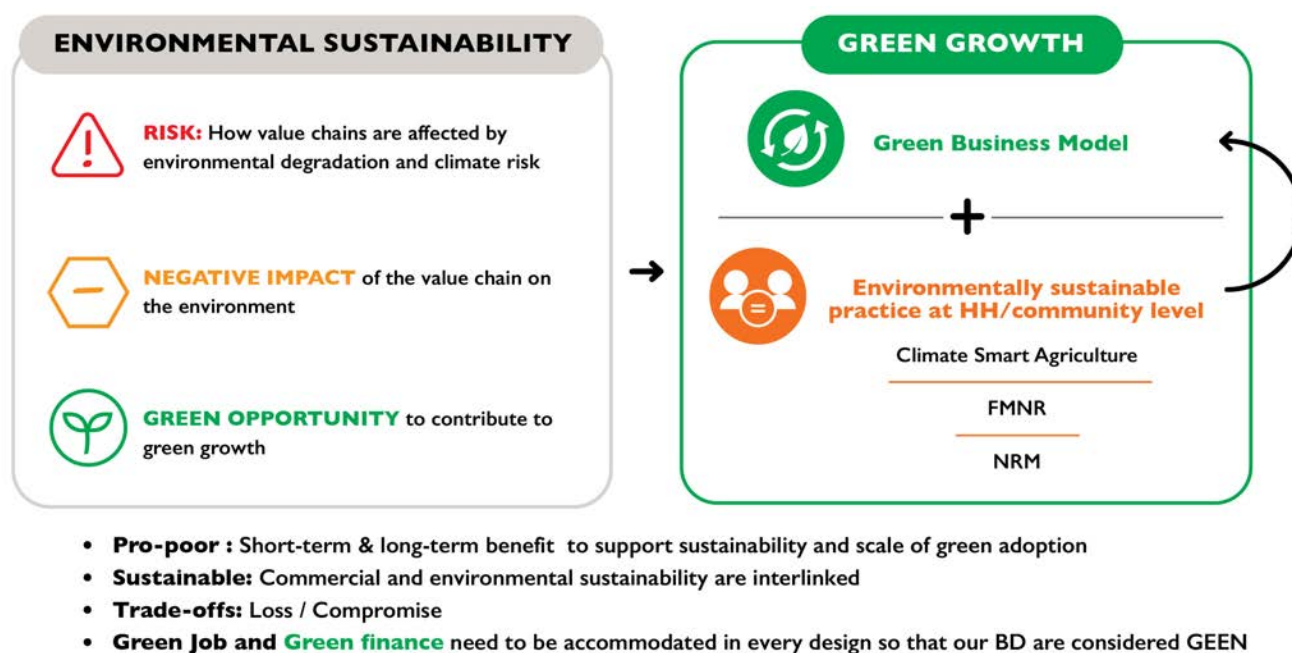 ENVIRONMENTAL SUSTAINABILITY
RISK: How value chains are affected by
environmental degradation and climate risk
NEGATIVE IMPACT of the value chain on
the environment
GREEN OPPORTUNITY to contribute to
green growth
GREEN GROWTH
Green Business Model
Environmentally sustainable
practice at HH/community level
Climate Smart Agriculture
FMNR
NRM
• Pro-poor : Short-term & long-term benefit to support sustainability and scale of green adoption
• Sustainable: Commercial and environmental sustainability are interlinked
• Trade-offs: Loss / Compromise
• Green Job and Green finance need to be accommodated in every design so that our BD are considered GEEN